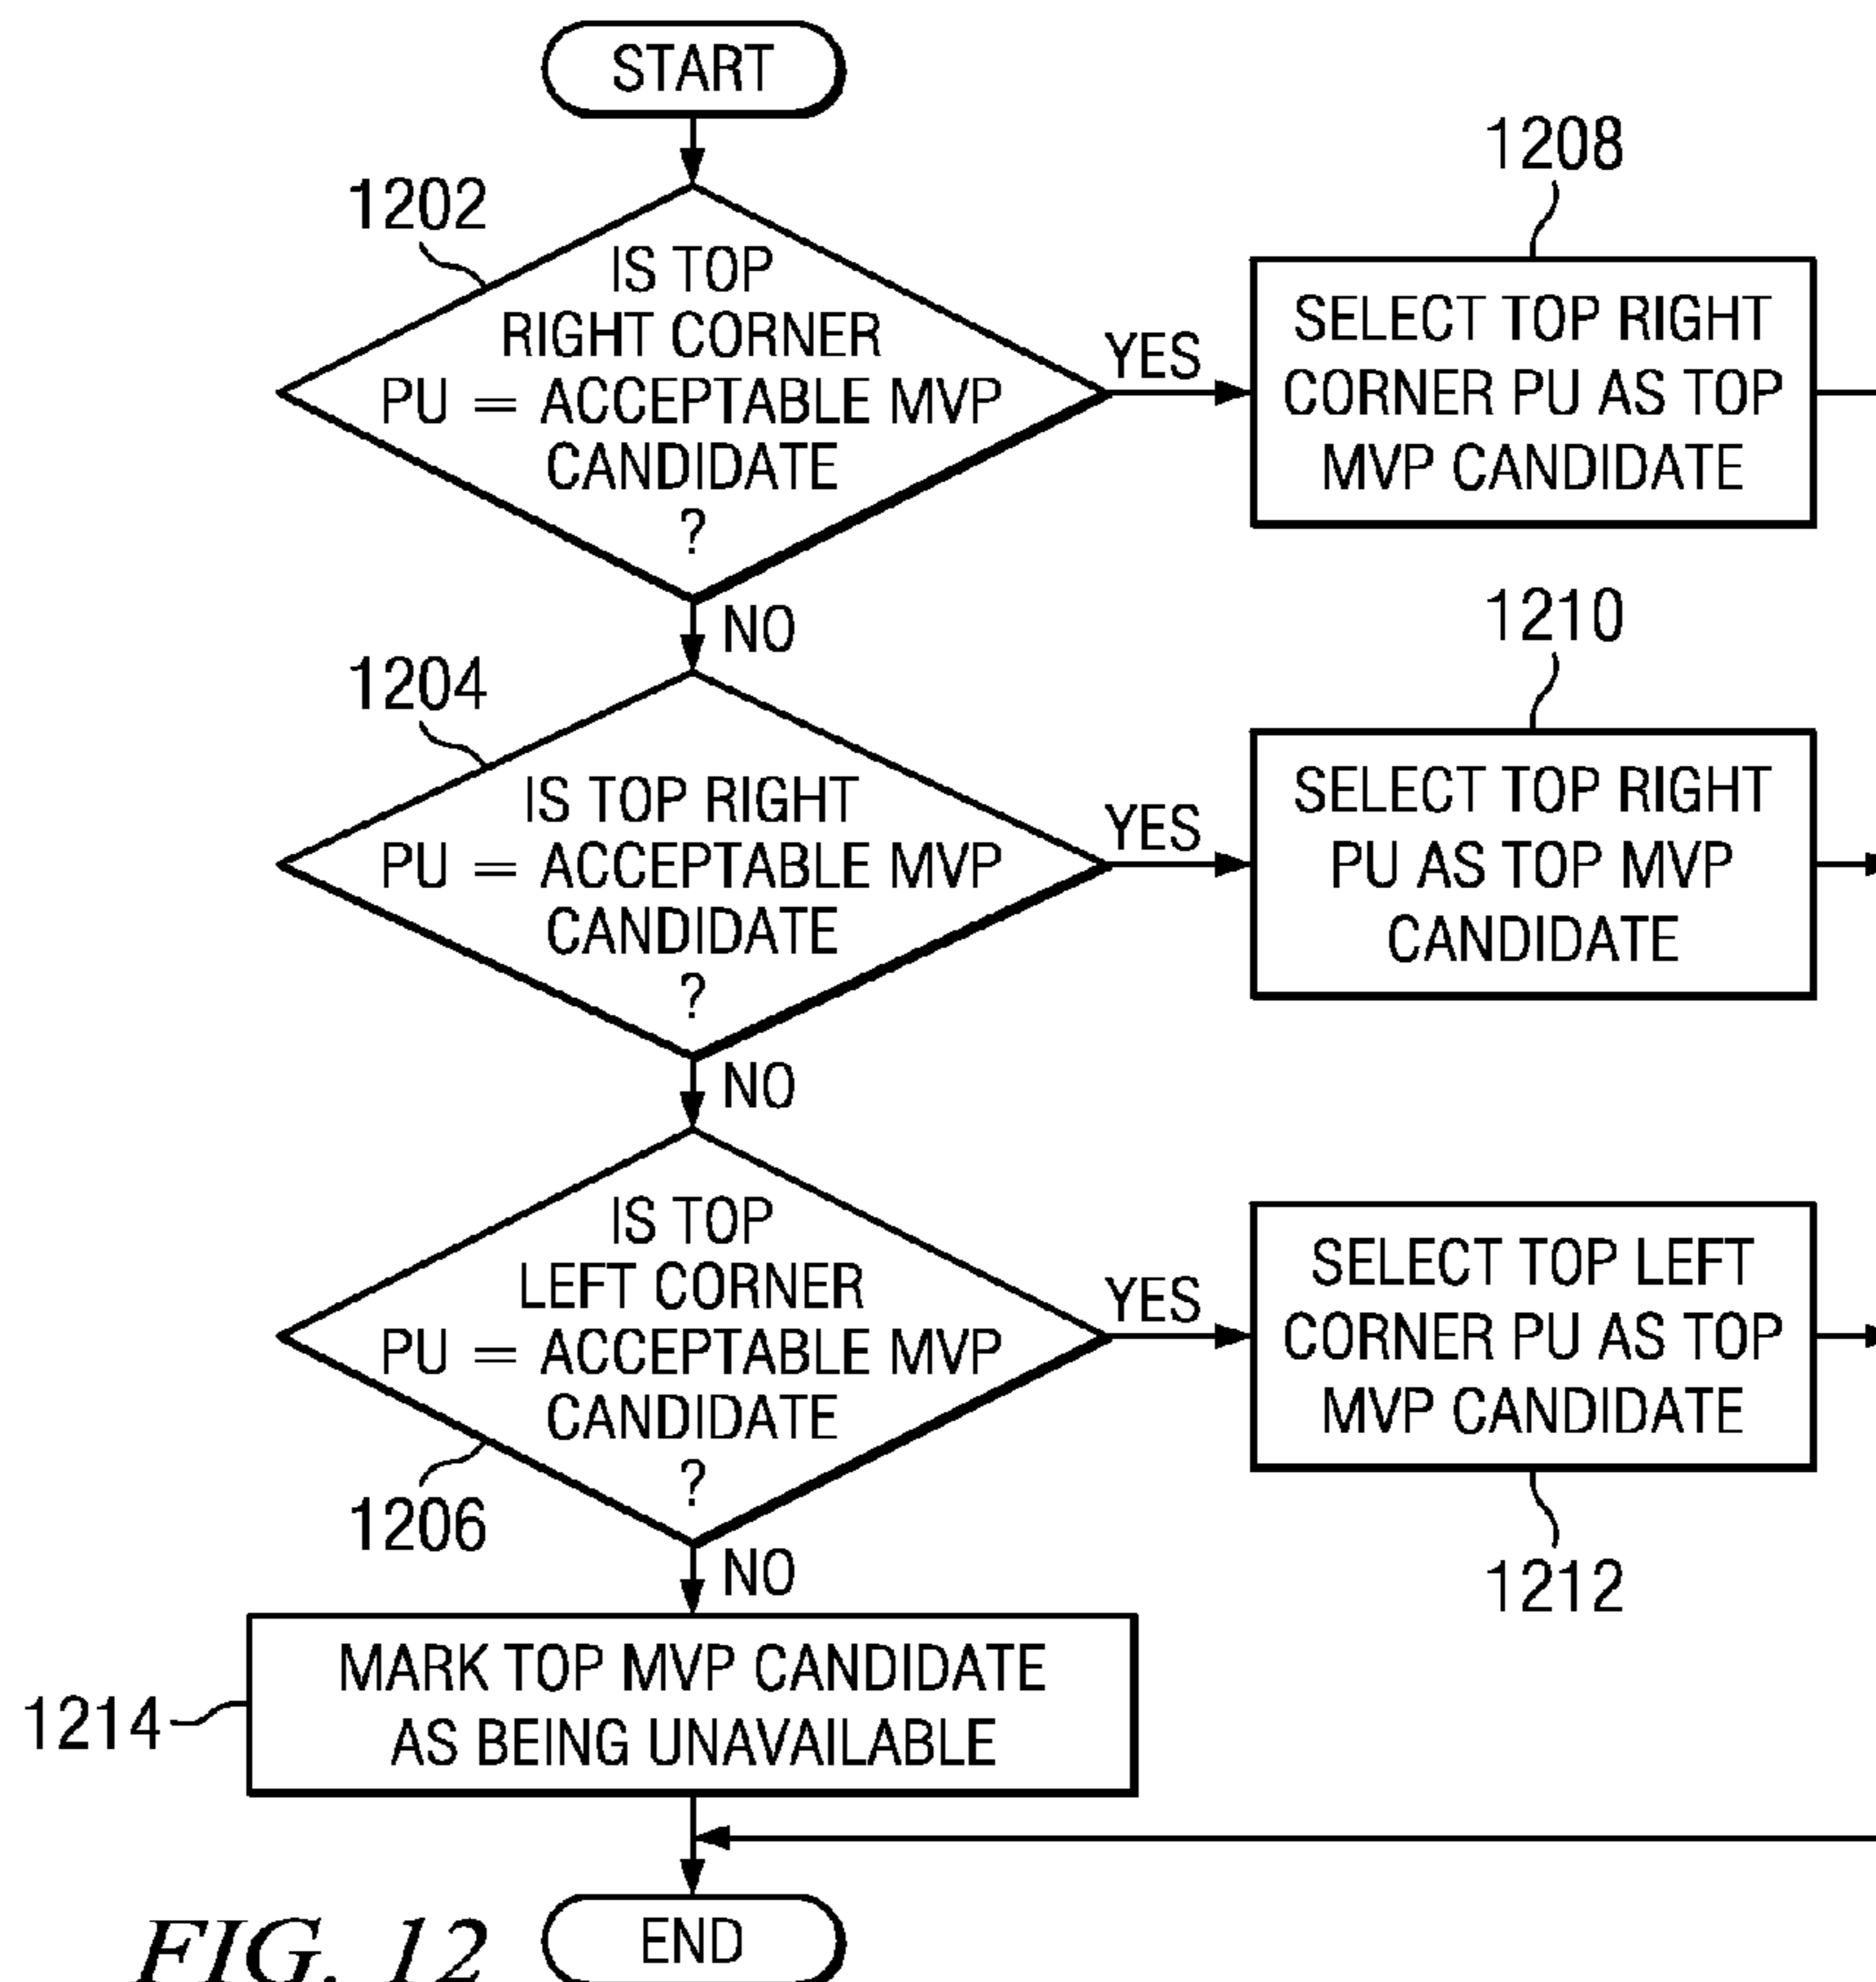 START
1202
IS TOP
RIGHT CORNER
PU = ACCEPTABLE MVP
CANDIDATE
?
YES
1208
SELECT TOP RIGHT
CORNER PU AS TOP
MVP CANDIDATE
NO
1204
IS TOP RIGHT
PU = ACCEPTABLE MVP
CANDIDATE
?
YES
1210
SELECT TOP RIGHT
PU AS TOP MVP
CANDIDATE
NO
IS TOP
LEFT CORNER
PU = ACCEPTABLE MVP
CANDIDATE
?
1206
YES
SELECT TOP LEFT
CORNER PU AS TOP
MVP CANDIDATE
1212
NO
MARK TOP MVP CANDIDATE
AS BEING UNAVAILABLE
1214
END
FIG. 12